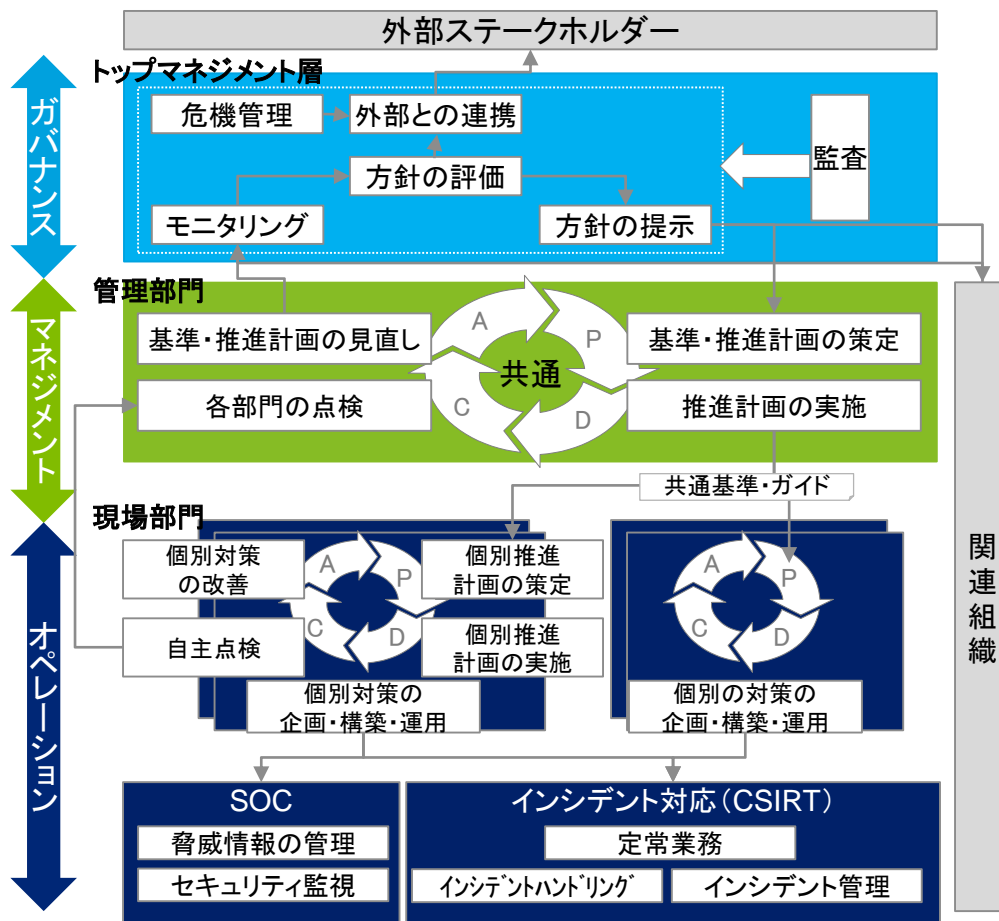 外部ステークホルダー
ガバナンス
トップマネジメント層
危機管理
外部との連携
監査
方針の評価
モニタリング
方針の提示
マネジメント
管理部門
基準・推進計画の見直し
各部門の点検
A
P
共通
C
D
基準・推進計画の策定
推進計画の実施
共通基準・ガイド
関連組織
オペレーション
現場部門
個別対策
の改善
自主点検
A
P
C
D
個別推進
計画の策定
個別推進
計画の実施
個別対策の
企画・構築・運用
A
P
C
D
個別の対策の
企画・構築・運用
SOC
脅威情報の管理
セキュリティ監視
インシデント対応（CSIRT）
定常業務
インシデントハンドリング
インシデント管理